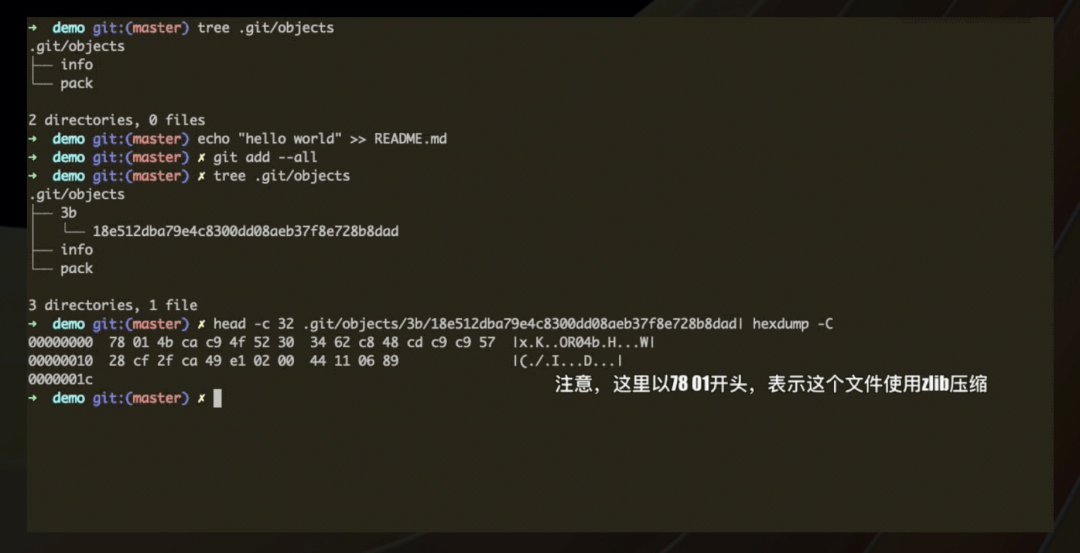 ➜ demo git:(master) tree .git/objects
.git/objects
├── info
└── pack
2 directories, 0 files
➜ demo git:(master) echo "hello world" >> README.md
➜ demo git:(master) ✗ git add --all
➜ demo git:(master) ✗ tree .git/objects
.git/objects
├── 3b
│   └── 18e512dba79e4c8300dd08aeb37f8e728b8dad
├── info
└── pack
3 directories, 1 file
➜ demo git:(master) ✗ head -c 32 .git/objects/3b/18e512dba79e4c8300dd08aeb37f8e728b8dad| hexdump -C
00000000  78 01 4b ca c9 4f 52 30  34 62 c8 48 cd c9 c9 57  |x.K..OR04b.H...W|
00000010  28 cf 2f ca 49 e1 02 00  44 11 06 89              |(./.I...D...|
0000001c
注意，这里以78 01开头，表示这个文件使用zlib压缩
➜ demo git:(master) ✗